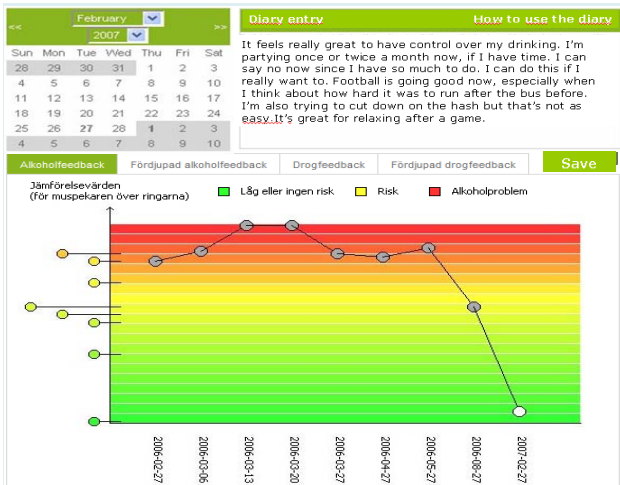 << February >>
2007
Sun Mon Tue Wed Thu Fri Sat
28 29 30 31 1 2 3
4 5 6 7 8 9 10
11 12 13 14 15 16 17
18 19 20 21 22 23 24
25 26 27 28 1 2 3
4 5 6 7 8 9 10
Diary entry How to use the diary
It feels really great to have control over my drinking. I'm
partying once or twice a month now, if I have time. I can
say no now since I have so much to do. I can do this if I
really want to. Football is going good now, especially when
I think about how hard it was to run after the bus before.
I'm also trying to cut down on the hash but that's not as
easy.It's great for relaxing after a game.
Alkoholfeedback Fördjupad alkoholfeedback Drogfeedback Fördjupad drogfeedback Save
Jämförelsevärden
(för muspekaren över ringarna)
Låg eller ingen risk Risk Alkoholproblem
2006-02-27
2006-03-06
2006-03-13
2006-03-20
2006-03-27
2006-04-27
2006-05-27
2006-08-27
2007-02-27